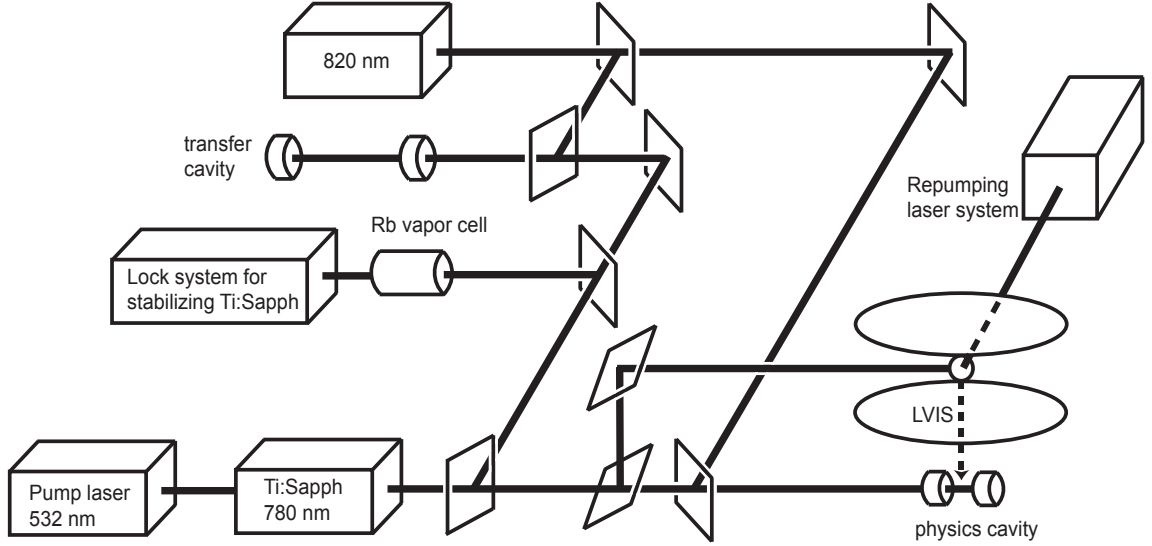 820 nm
transfer
cavity
Repumping
laser system
Rb vapor cell
Lock system for
stabilizing Ti:Sapph
LVIS
Pump laser
532 nm
Ti:Sapph
780 nm
physics cavity